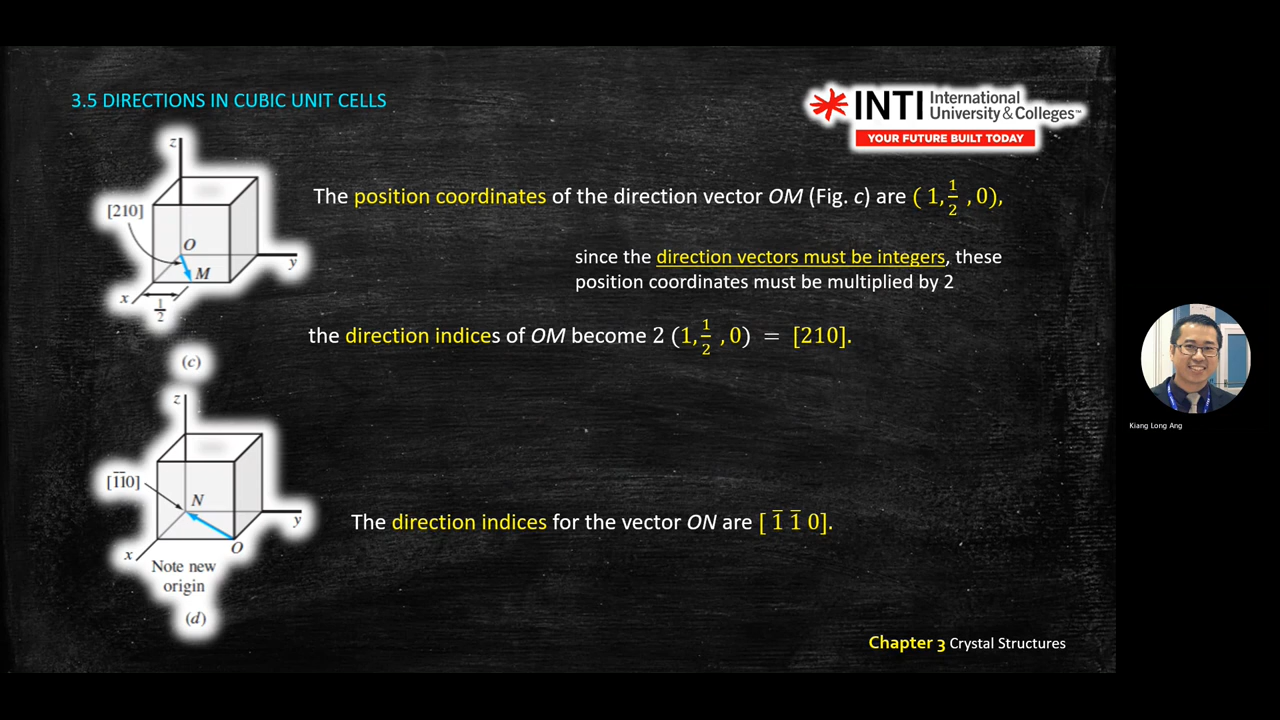 3.5 DIRECTIONS IN CUBIC UNIT CELLS
INTI International
University & Colleges™
YOUR FUTURE BUILT TODAY
z
[210]
O
M
y
x
1/2
(c)
The position coordinates of the direction vector OM (Fig. c) are ( 1, 1/2 , 0),
since the direction vectors must be integers, these
position coordinates must be multiplied by 2
the direction indices of OM become 2 (1, 1/2 , 0) = [210].
z
[1̅1̅0]
N
y
x
O
Note new
origin
(d)
The direction indices for the vector ON are [ 1̅ 1̅ 0].
Kiang Long Ang
Chapter 3 Crystal Structures